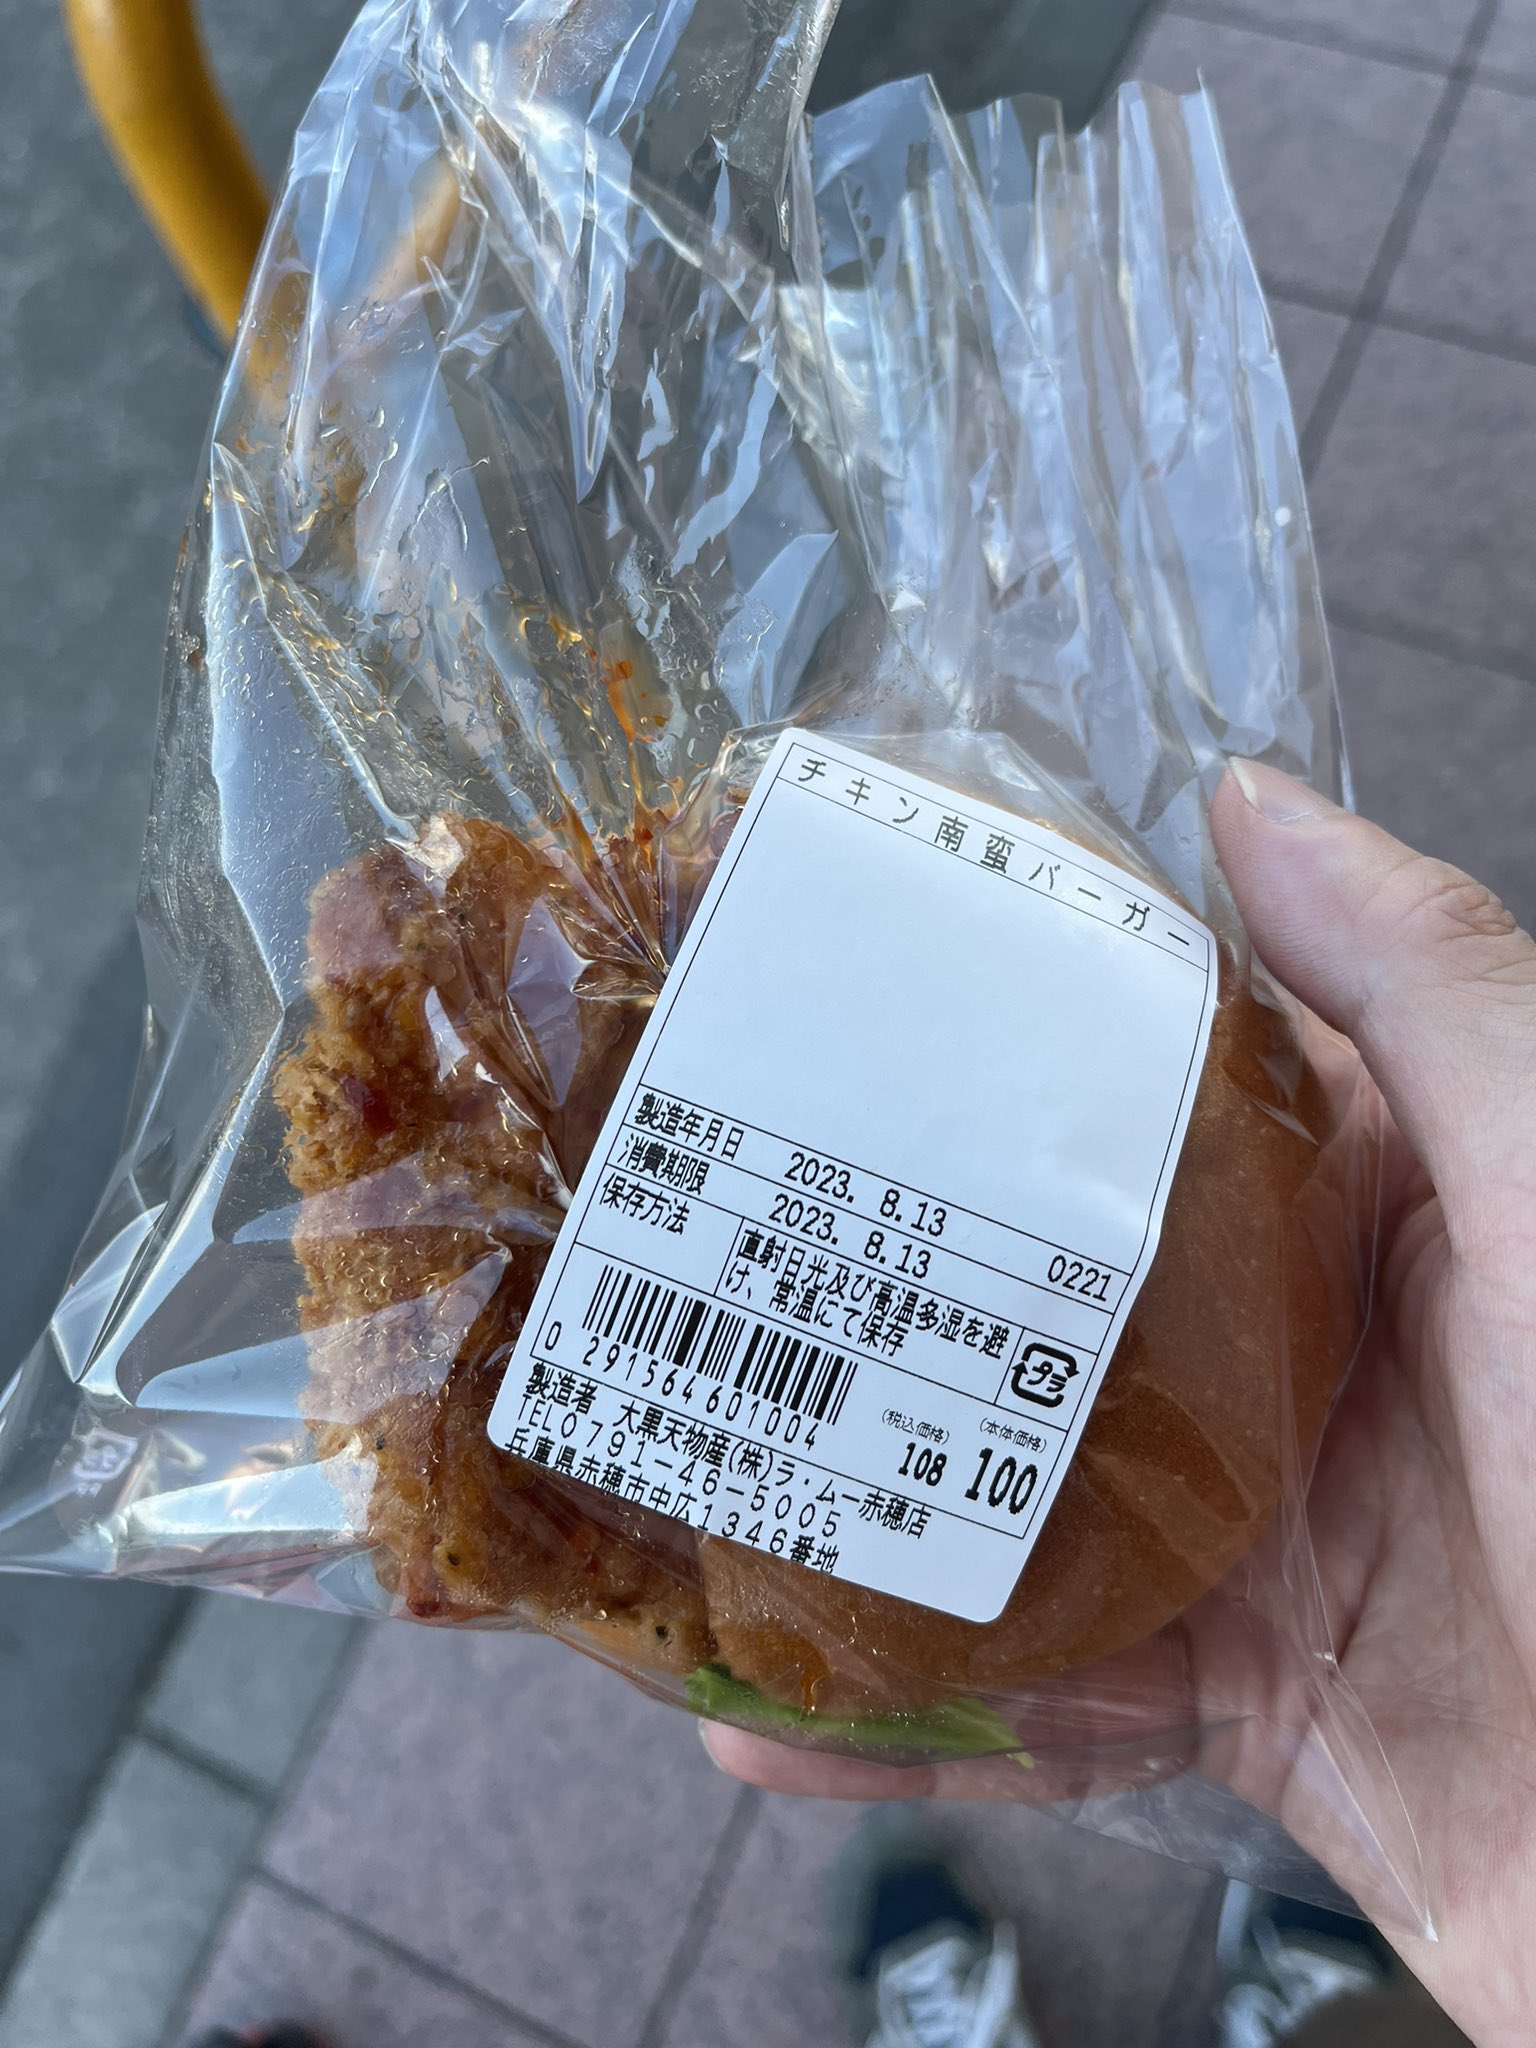 チキン南蛮バーガー
製造年月日 2023. 8.13 0221
消費期限 2023. 8.13
保存方法 直射日光及び高温多湿を避
け、常温にて保存
プラ
0 291564 601004
(税込価格) 108 (本体価格) 100
製造者 大黒天物産(株)ラ・ムー赤穂店
TEL0791-46-5005
兵庫県赤穂市中広1346番地